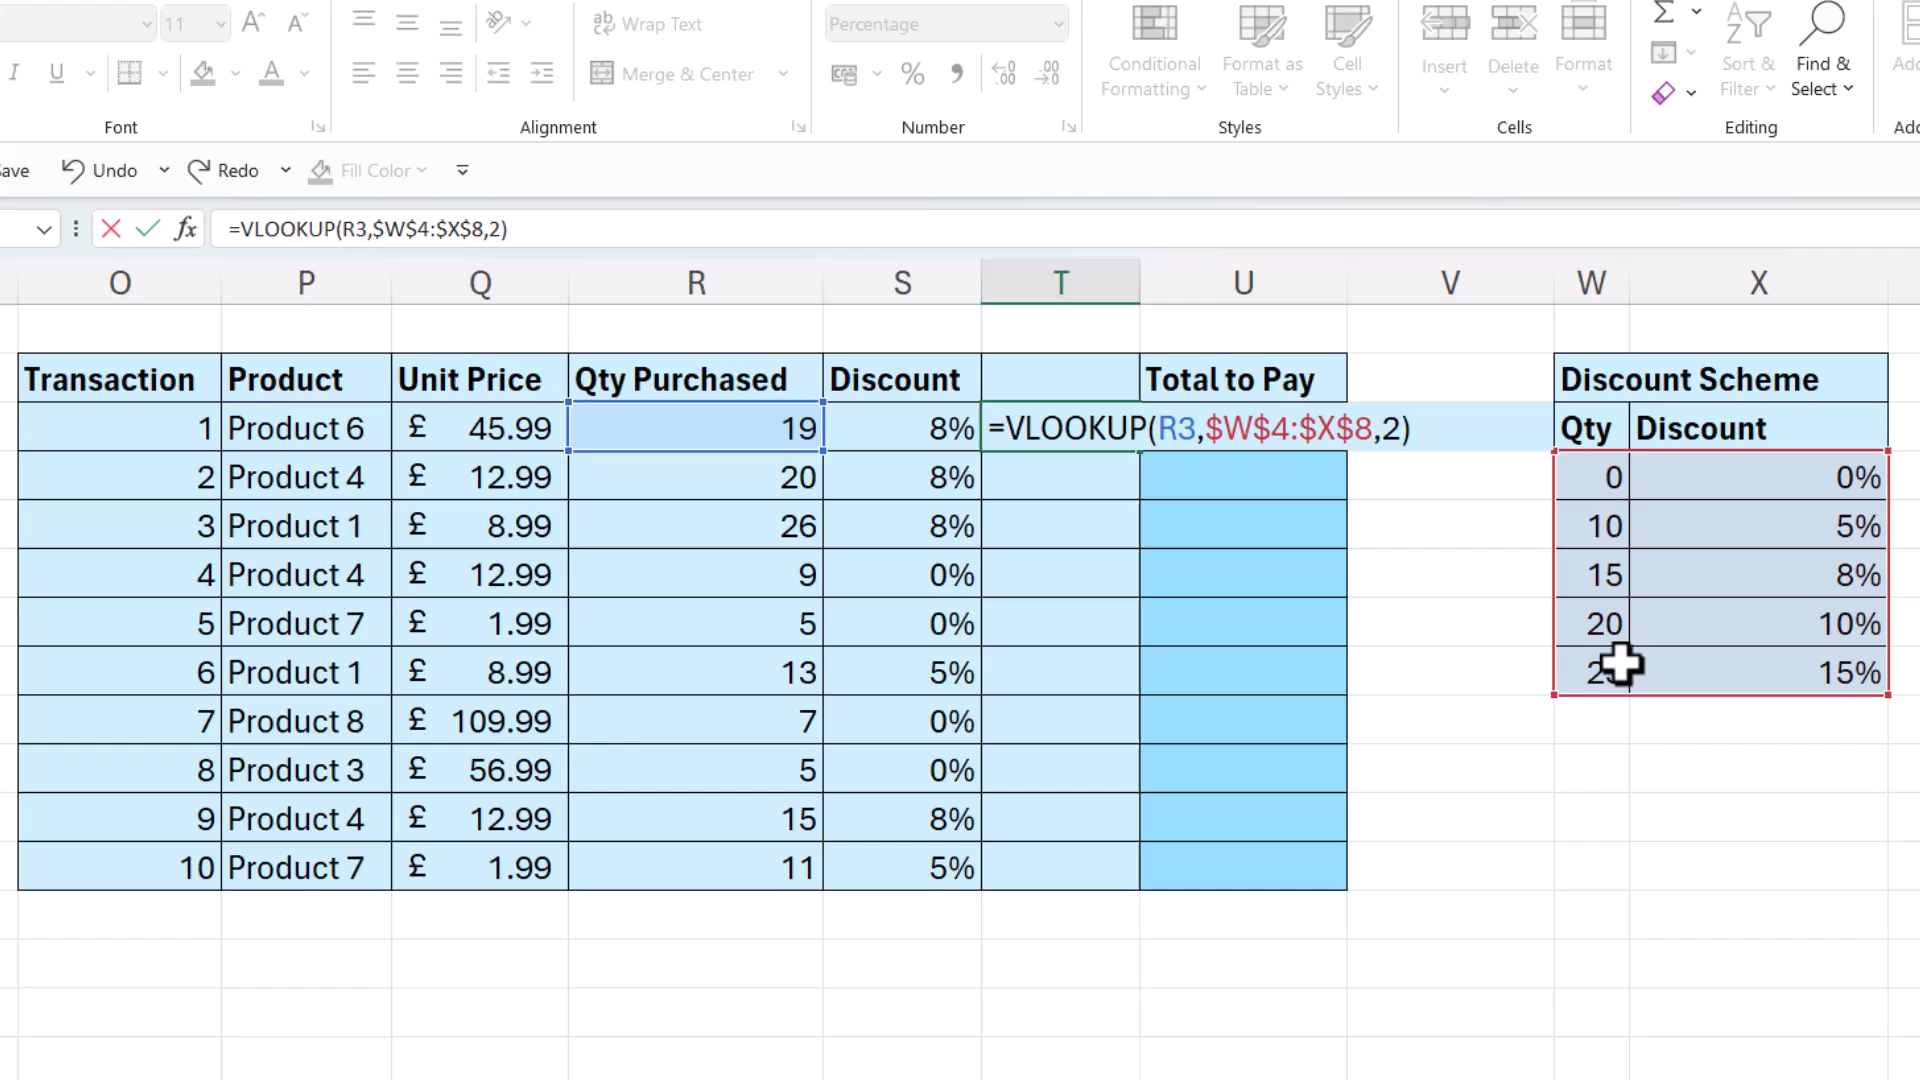 11 A^ Aˇ ab Wrap Text Percentage
I U A Merge & Center % 9 Conditional Formatting Format as Table Cell Styles Insert Delete Format Σ Sort & Filter Find & Select
Font Alignment Number Styles Cells Editing
Undo Redo Fill Color
fx =VLOOKUP(R3,$W$4:$X$8,2)
O P Q R S T U V W X
Transaction Product Unit Price Qty Purchased Discount Total to Pay Discount Scheme
1 Product 6 £ 45.99 19 8% =VLOOKUP(R3,$W$4:$X$8,2) Qty Discount
2 Product 4 £ 12.99 20 8% 0 0%
3 Product 1 £ 8.99 26 8% 10 5%
4 Product 4 £ 12.99 9 0% 15 8%
5 Product 7 £ 1.99 5 0% 20 10%
6 Product 1 £ 8.99 13 5% 15%
7 Product 8 £ 109.99 7 0%
8 Product 3 £ 56.99 5 0%
9 Product 4 £ 12.99 15 8%
10 Product 7 £ 1.99 11 5%